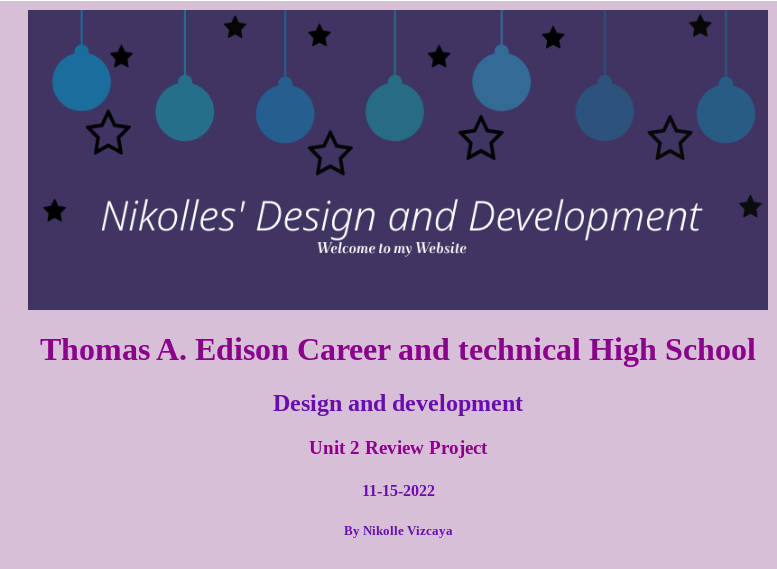 Nikolles' Design and Development
Welcome to my Website
Thomas A. Edison Career and technical High School
Design and development
Unit 2 Review Project
11-15-2022
By Nikolle Vizcaya